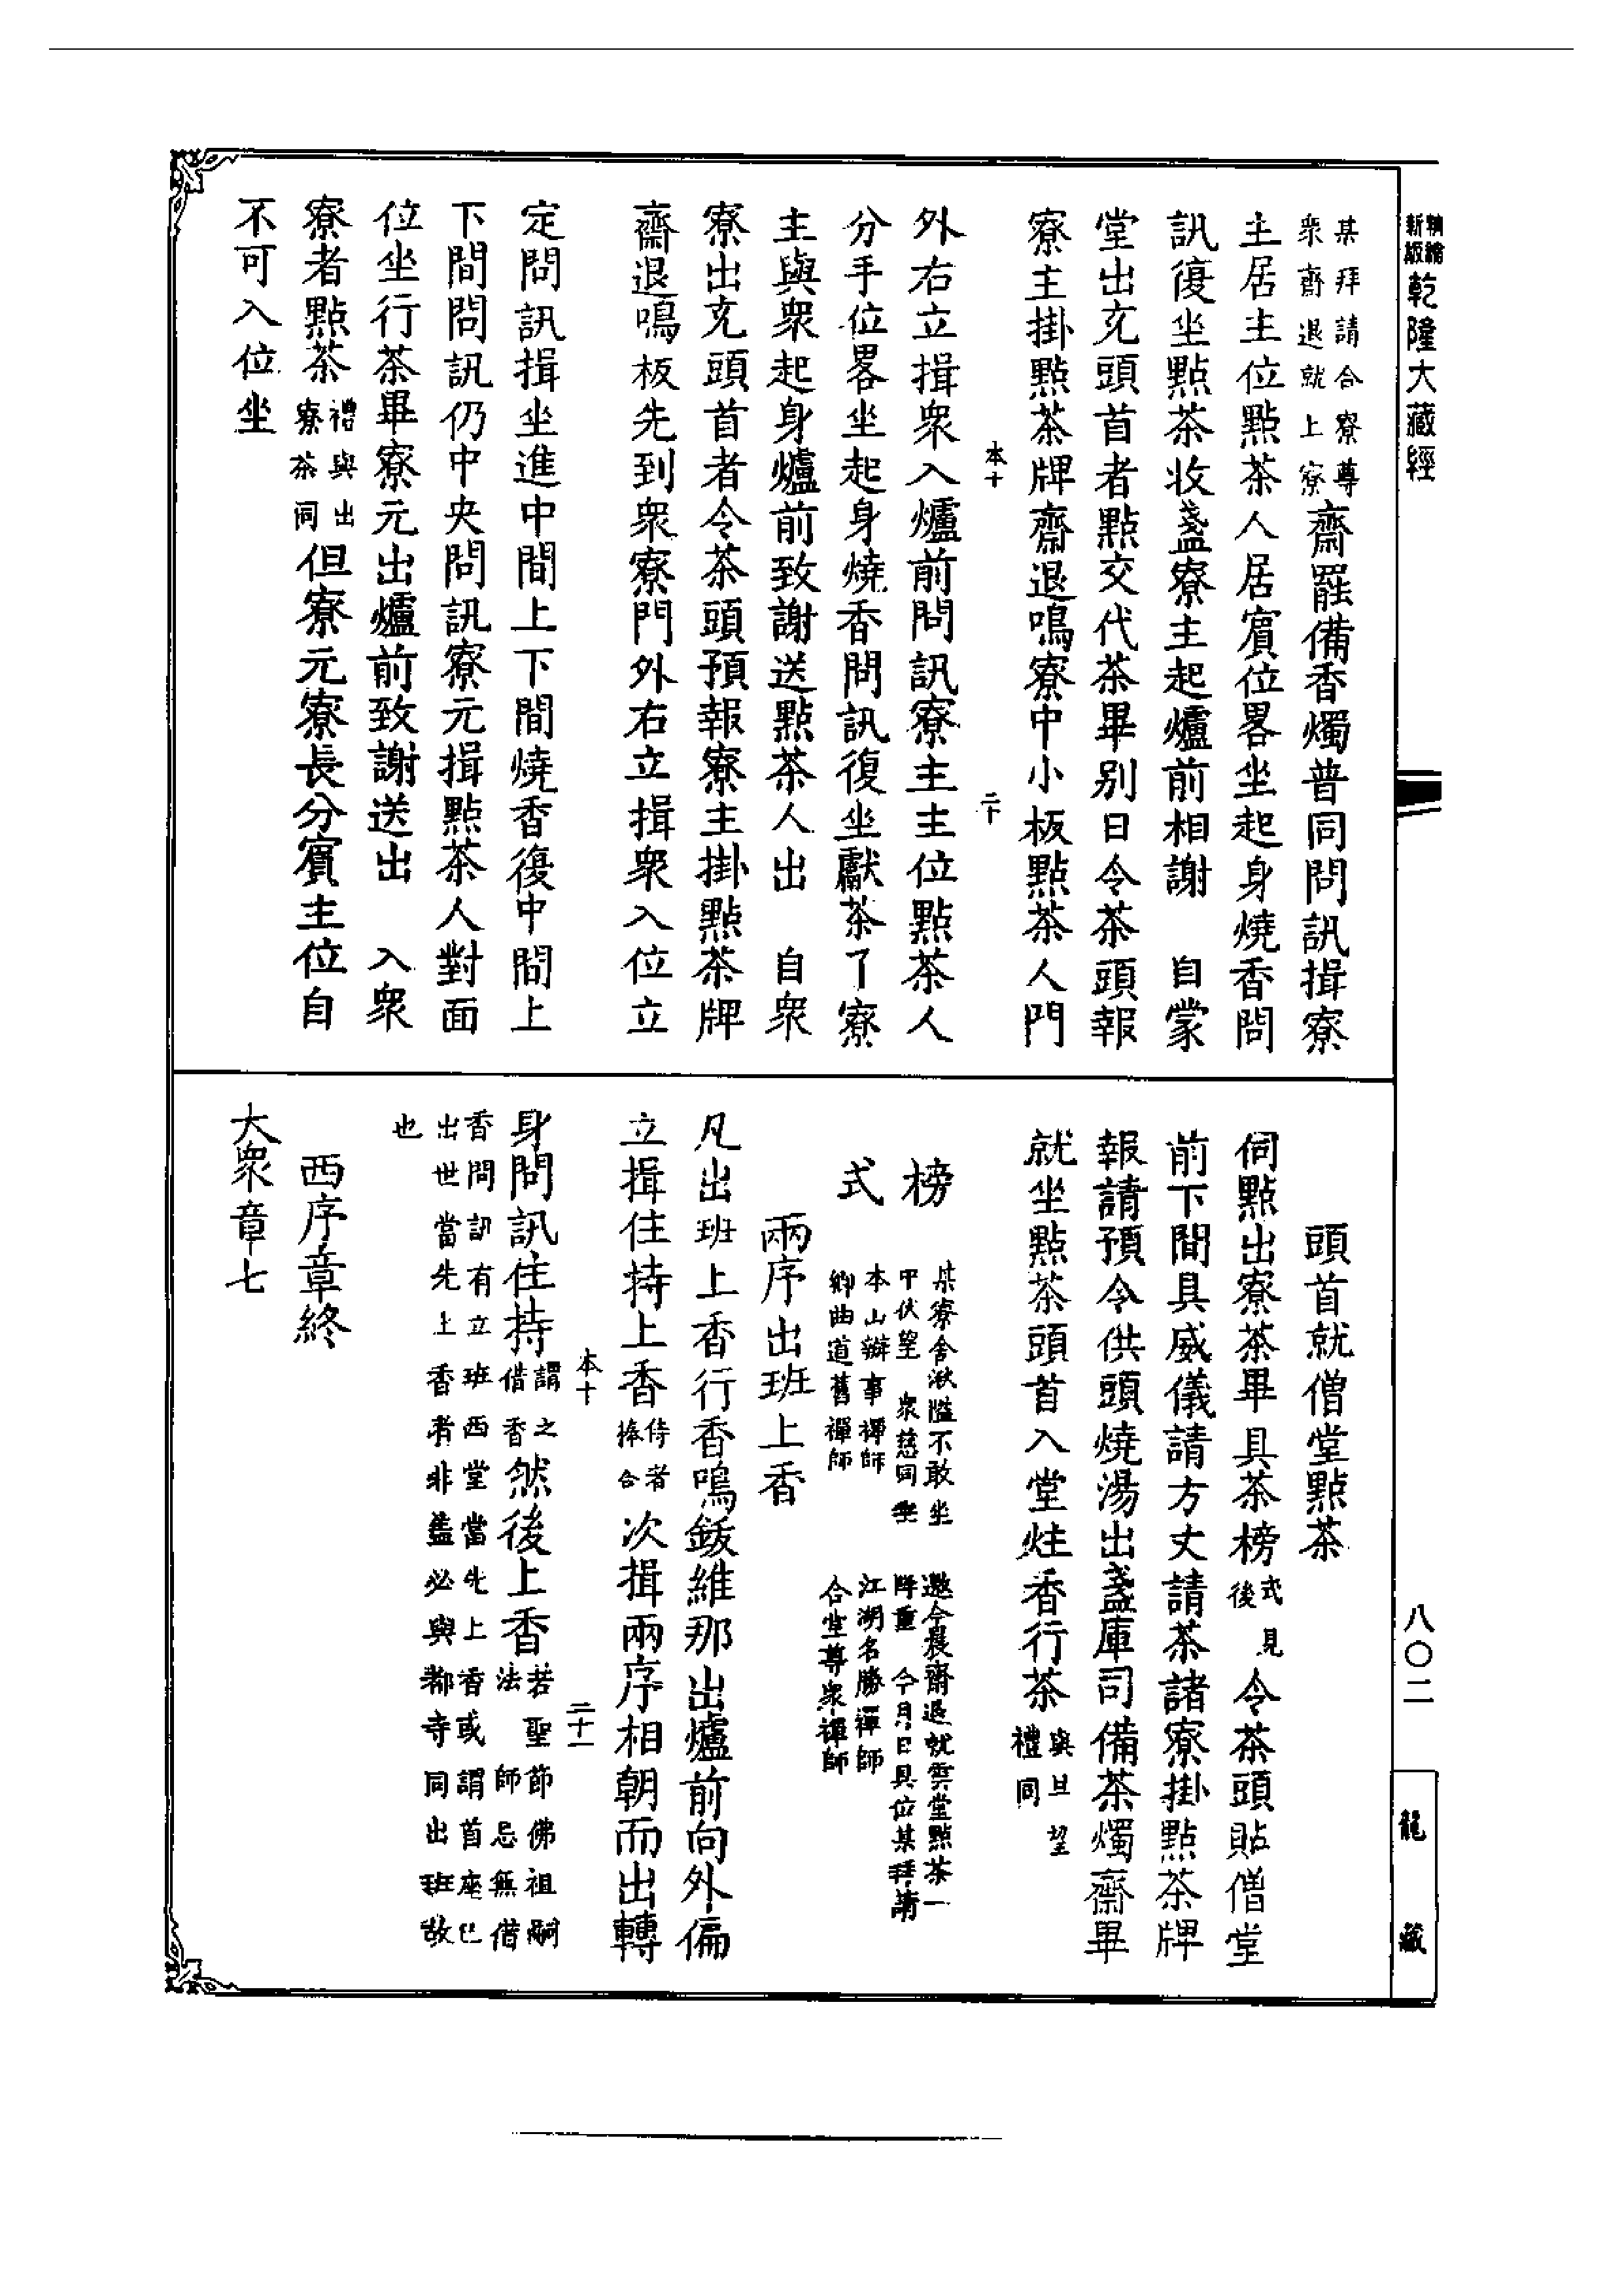 新版
乾隆大藏經
某拜請合寮尊
眾齋退就上寮
齋罷備香燭普同問訊揖寮
主居主位點茶人居賓位畧坐起身燒香問
訊復坐點茶收盞寮主起爐前相謝 自蒙
堂出充頭首者點交代茶畢别日令茶頭報
寮主掛點茶牌齋退鳴寮中小板點茶人門
本十
二十
外右立揖眾入爐前問訊寮主主位點茶人
分手位畧坐起身燒香問訊復坐獻茶了寮
主與眾起身爐前致謝送點茶人出 自眾
寮出充頭首者令茶頭預報寮主掛點茶牌
齋退鳴板先到眾寮門外右立揖眾入位立
定問訊揖坐進中間上下間燒香復中間上
下間問訊仍中央問訊寮元揖點茶人對面
位坐行茶畢寮元出爐前致謝送出 入眾
寮者點茶
禮與出
寮茶同
但寮元寮長分賓主位自
不可入位坐
頭首就僧堂點茶
伺點出寮茶畢具茶榜
式見
後
令茶頭貼僧堂
前下間具威儀請方丈請茶諸寮掛點茶牌
報請預令供頭燒湯出盞庫司備茶燭齋畢
就坐點茶頭首入堂炷香行茶
與旦望
禮同
榜
式
某寮舍湫隘不敢坐 邀今晨齋退就雲堂點茶一
中伏望 眾慈同垂 降重 今月日具位某拜請
本山辦事禪師 江湖名勝禪師
鄉曲道舊禪師 合堂尊眾禪師
兩序出班上香
凡出班上香行香鳴鈸維那出爐前向外偏
立揖住持上香
侍者
捧合
次揖兩序相朝而出轉
本十
二十一
身問訊住持
謂之
借香
然後上香
若聖節佛祖嗣
法師忌無借
香問訊有立班西堂當先上香或謂首座已
出世當先上香者非蓋必與都寺同出班故
也
西序章終
大眾章七
八〇二
龍藏